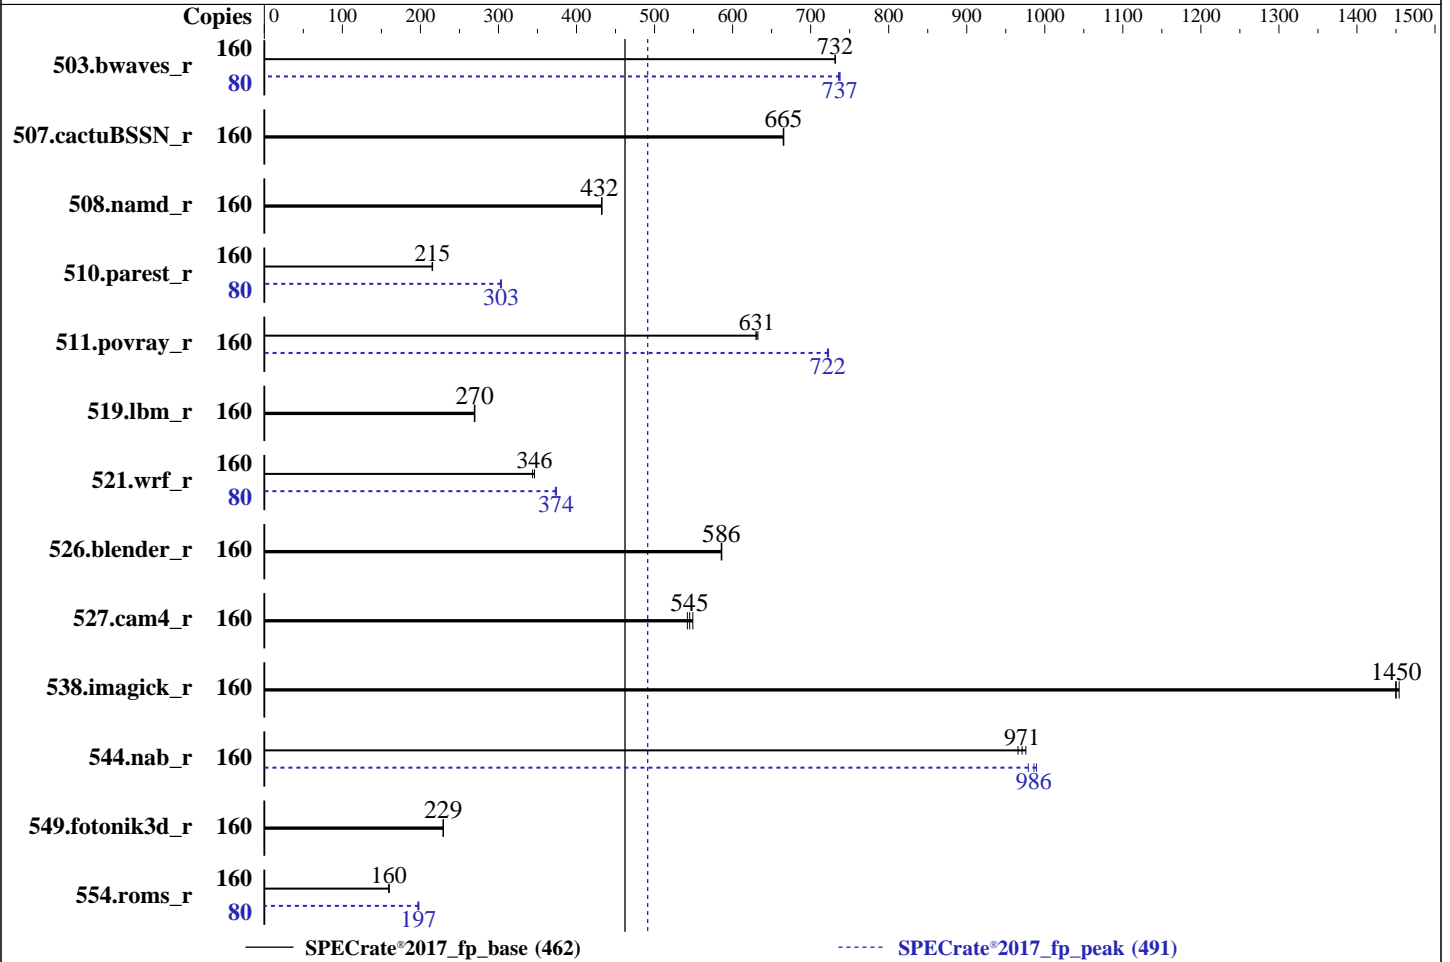 Copies 0 100 200 300 400 500 600 700 800 900 1000 1100 1200 1300 1400 1500
503.bwaves_r 160 732
80 737
507.cactuBSSN_r 160 665
508.namd_r 160 432
510.parest_r 160 215
80 303
511.povray_r 160 631
722
519.lbm_r 160 270
521.wrf_r 160 346
80 374
526.blender_r 160 586
527.cam4_r 160 545
538.imagick_r 160 1450
544.nab_r 160 971
986
549.fotonik3d_r 160 229
554.roms_r 160 160
80 197
SPECrate®2017_fp_base (462) SPECrate®2017_fp_peak (491)